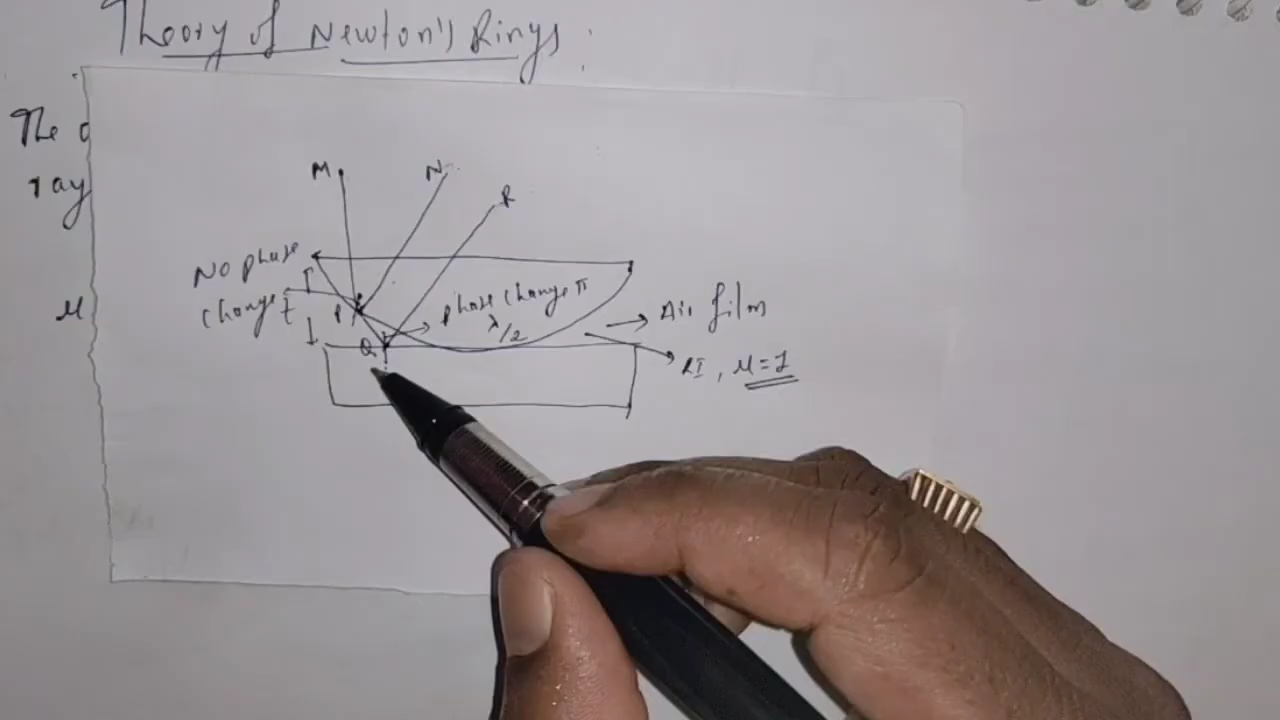 Theory of Newton's Rings :
The
ray
M
N
R
No phase
change
t
P
Q
phase change π
λ/2
Air film
RI, μ=1
μ